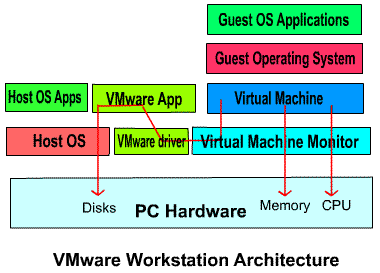 Guest OS Applications
Guest Operating System
Host OS Apps
VMware App
Virtual Machine
Host OS
VMware driver
Virtual Machine Monitor
Disks
PC Hardware
Memory
CPU
VMware Workstation Architecture